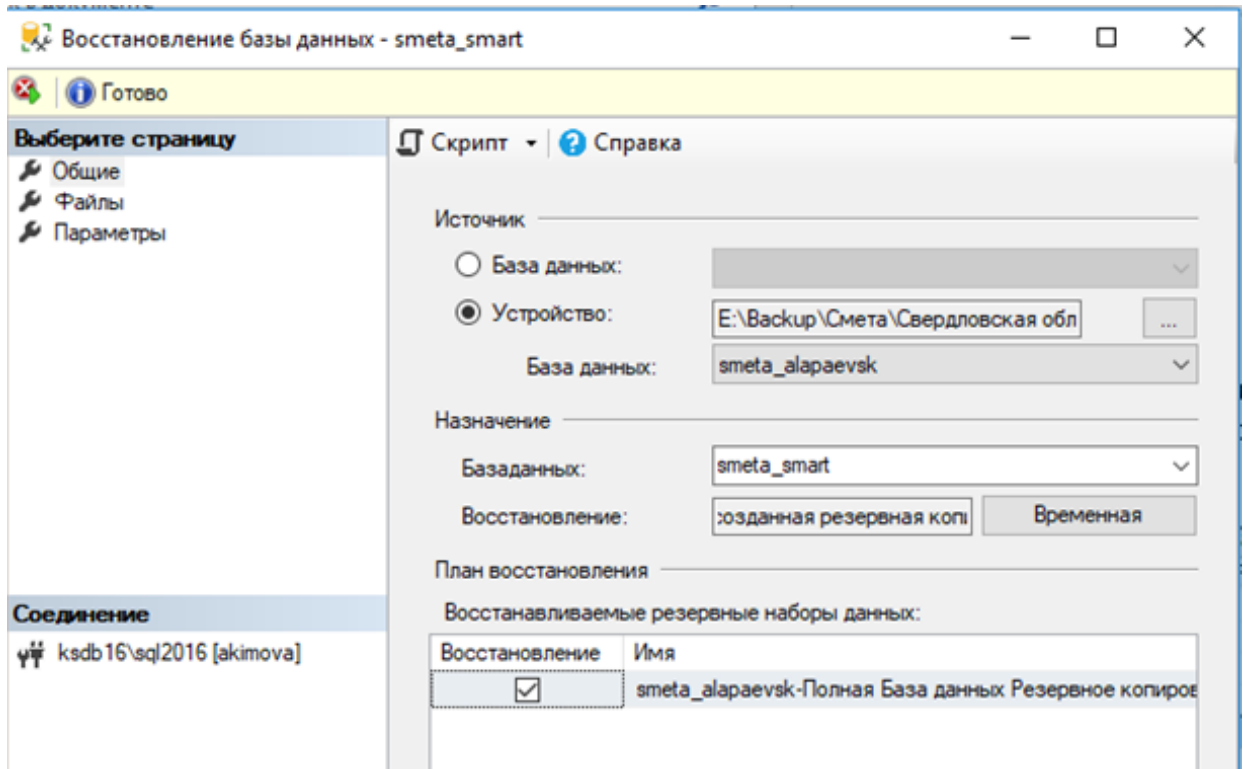 Восстановление базы данных - smeta_smart
Готово
Выберите страницу
Общие
Файлы
Параметры
Соединение
ksdb16\sql2016 [akimova]
Скрипт
Справка
Источник
База данных:
Устройство:
E:\Backup\Смета\Свердловская обл
...
База данных:
smeta_alapaevsk
Назначение
Базаданных:
smeta_smart
Восстановление:
созданная резервная копи
Временная
План восстановления
Восстанавливаемые резервные наборы данных:
Восстановление Имя
smeta_alapaevsk-Полная База данных Резервное копиров